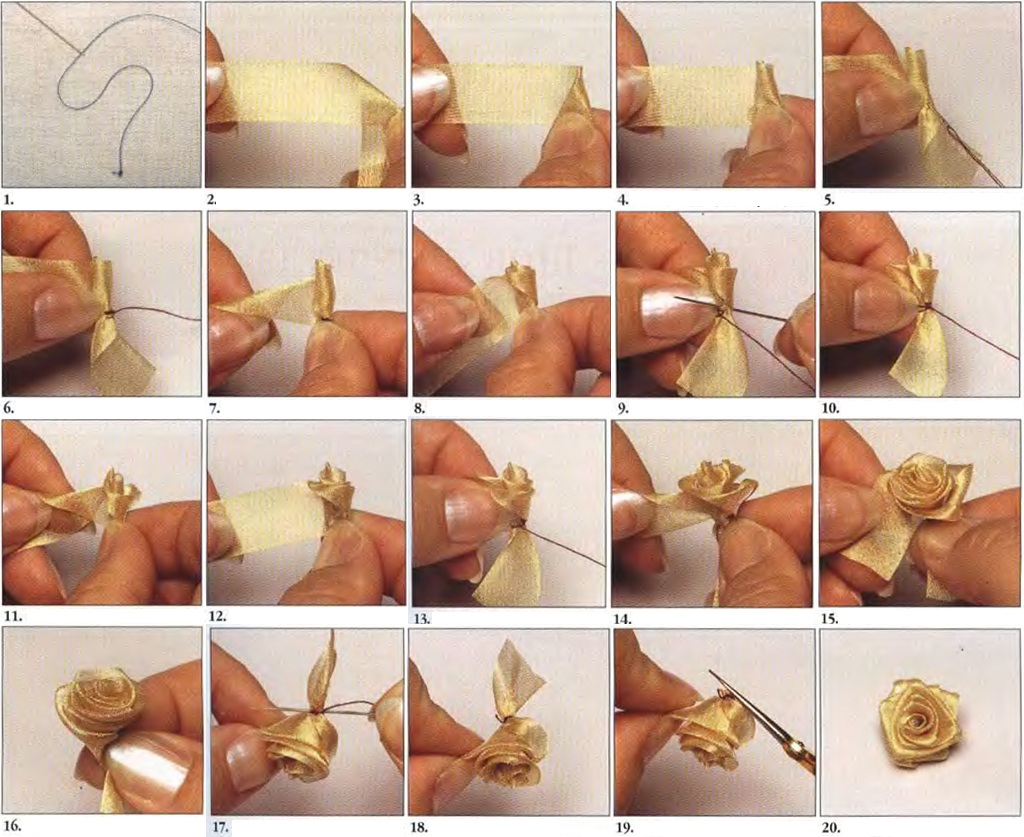 1. 2. 3. 4. 5.
6. 7. 8. 9. 10.
11. 12. 13. 14. 15.
16. 17. 18. 19. 20.